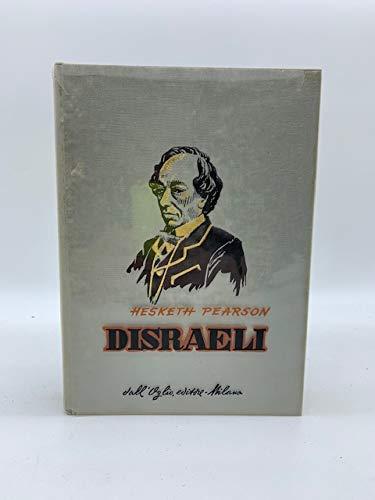 HESKETH PEARSON
DISRAELI
dall'Oglio, editore - Milano